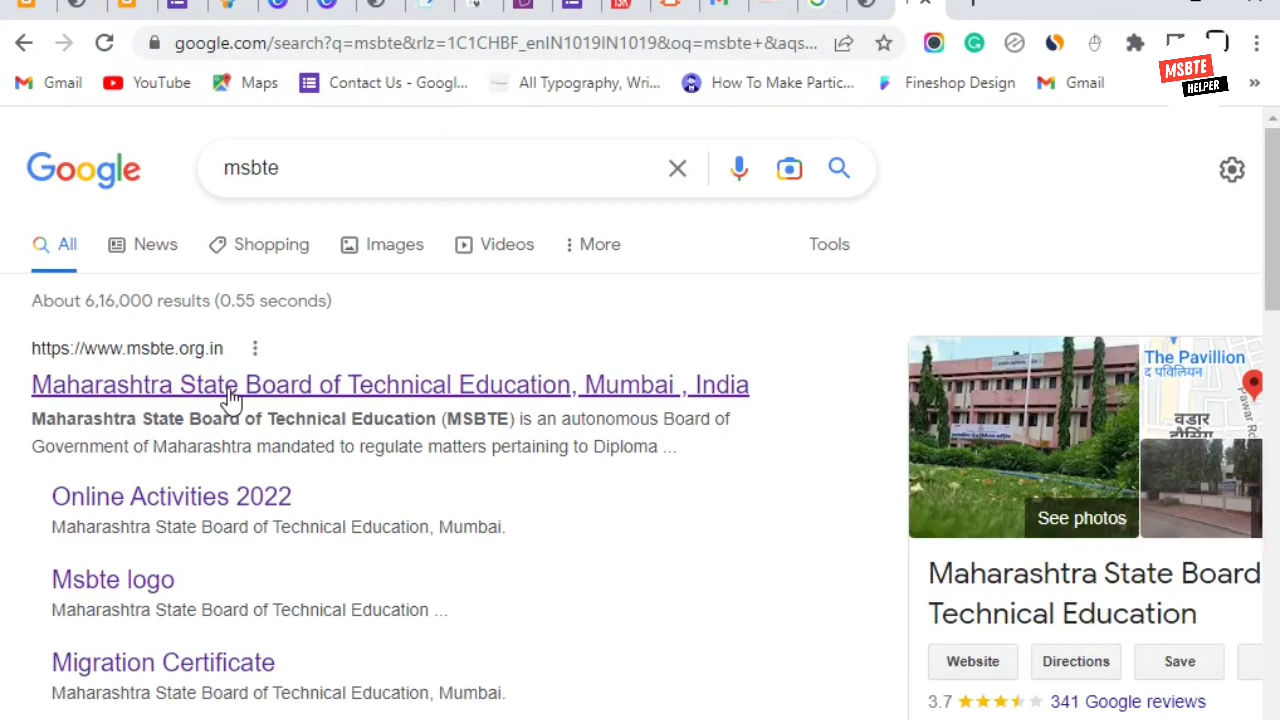 google.com/search?q=msbte&rlz=1C1CHBF_enIN1019IN1019&oq=msbte+&aqs...
Gmail
YouTube
Maps
Contact Us - Googl...
All Typography, Wri...
How To Make Partic...
Fineshop Design
Gmail
»
MSBTE
HELPER
Google
msbte
All
News
Shopping
Images
Videos
More
Tools
About 6,16,000 results (0.55 seconds)
https://www.msbte.org.in
Maharashtra State Board of Technical Education, Mumbai , India
Maharashtra State Board of Technical Education (MSBTE) is an autonomous Board of
Government of Maharashtra mandated to regulate matters pertaining to Diploma ...
Online Activities 2022
Maharashtra State Board of Technical Education, Mumbai.
Msbte logo
Maharashtra State Board of Technical Education ...
Migration Certificate
Maharashtra State Board of Technical Education, Mumbai.
The Pavillion
द पविलियन
Pawar Rd
वडार
See photos
Maharashtra State Board
Technical Education
Website
Directions
Save
3.7
341 Google reviews